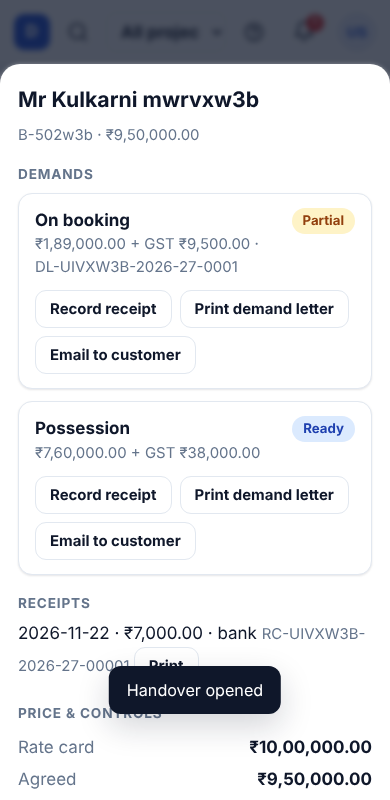 All projec
Mr Kulkarni mwrvxw3b
B-502w3b · ₹9,50,000.00
DEMANDS
On booking
Partial
₹1,89,000.00 + GST ₹9,500.00 ·
DL-UIVXW3B-2026-27-0001
Record receipt
Print demand letter
Email to customer
Possession
Ready
₹7,60,000.00 + GST ₹38,000.00
Record receipt
Print demand letter
Email to customer
RECEIPTS
2026-11-22 · ₹7,000.00 · bank RC-UIVXW3B-
2026-27-00001 Print
Handover opened
PRICE & CONTROLS
Rate card ₹10,00,000.00
Agreed ₹9,50,000.00